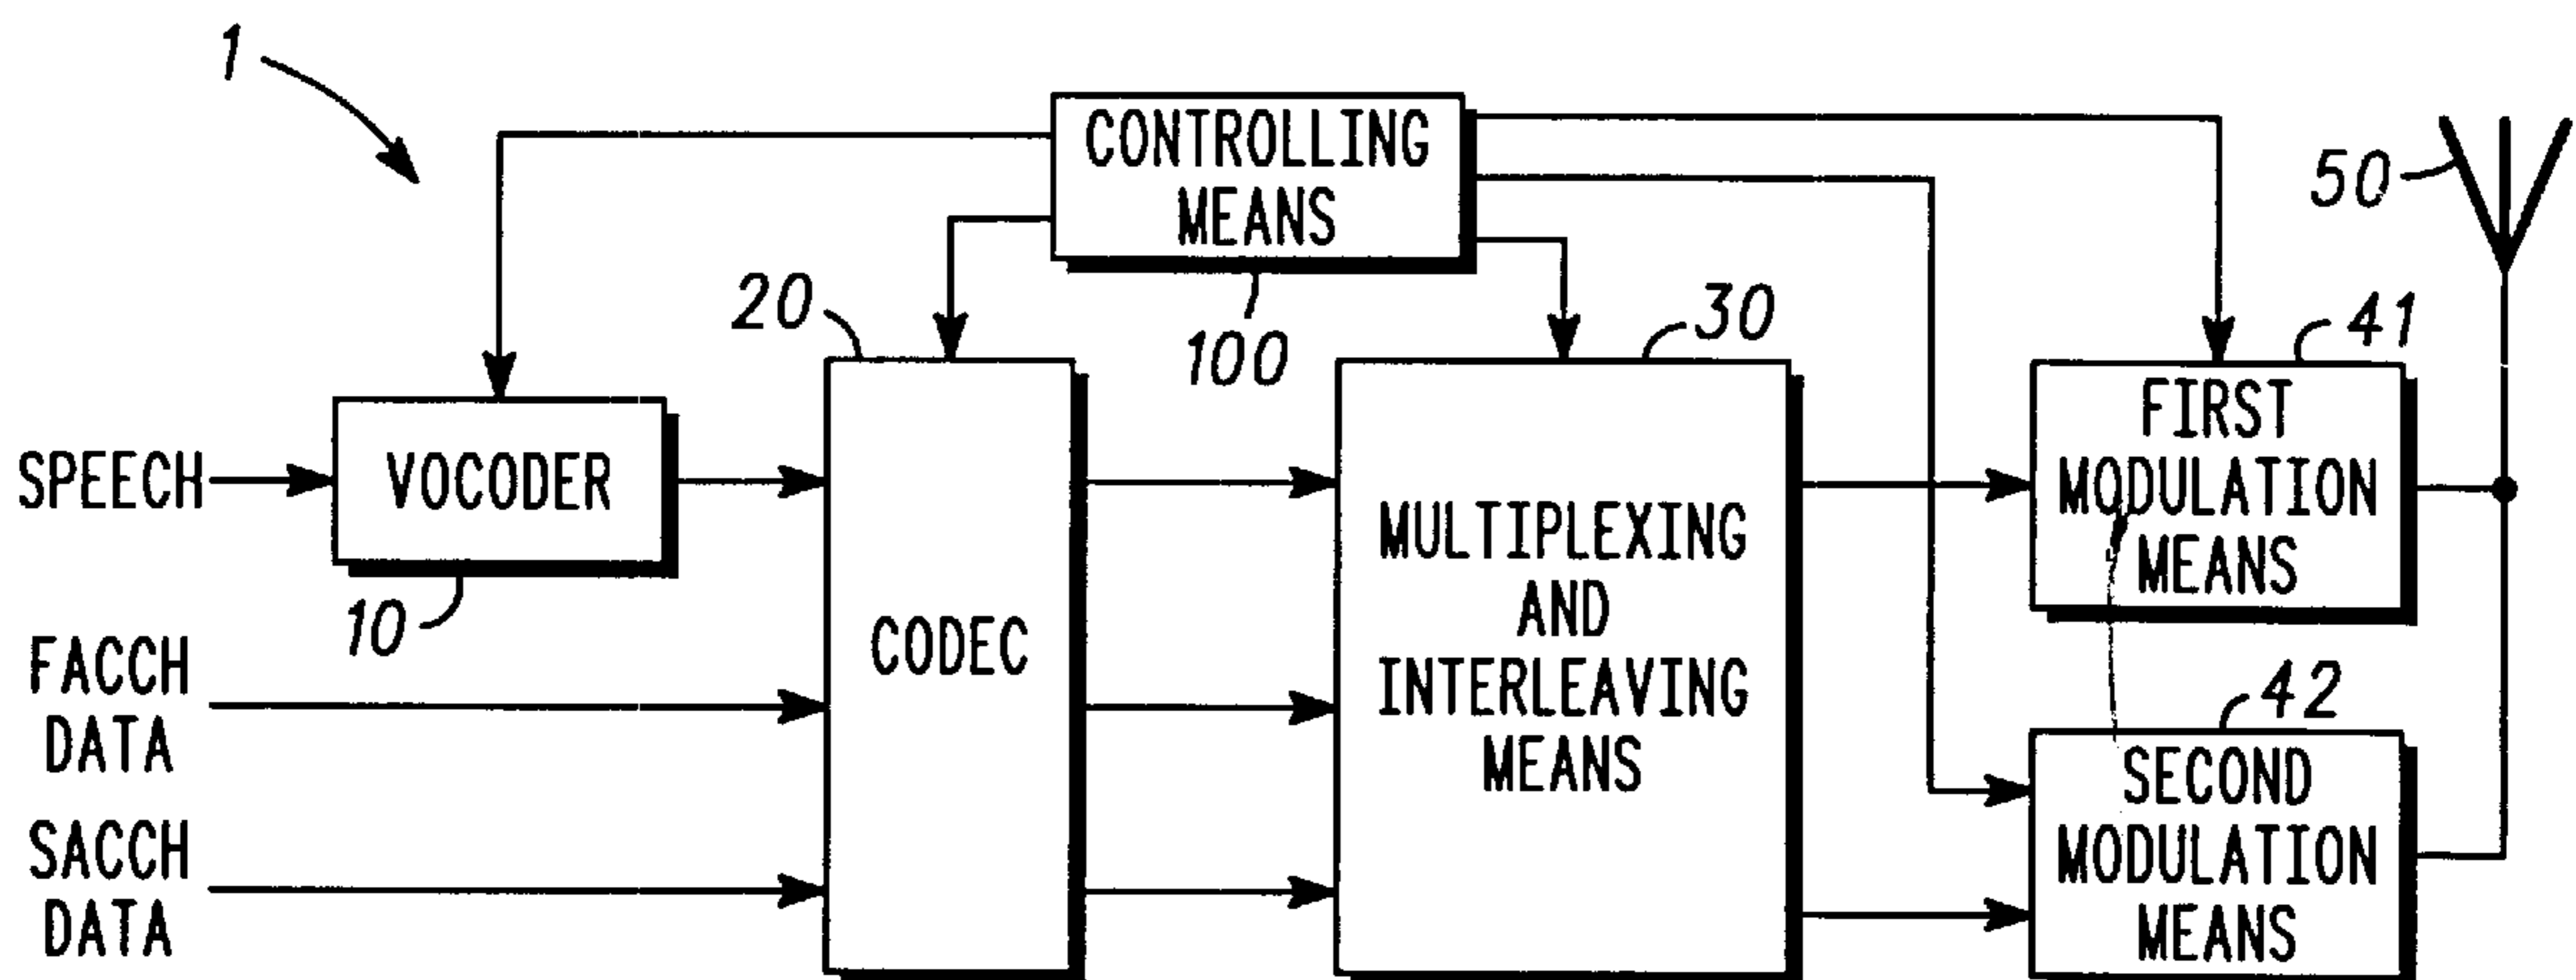 1
CONTROLLING
MEANS
100
50
20
30
41
SPEECH
VOCODER
10
FACCH
DATA
SACCH
DATA
CODEC
MULTIPLEXING
AND
INTERLEAVING
MEANS
FIRST
MODULATION
MEANS
42
SECOND
MODULATION
MEANS